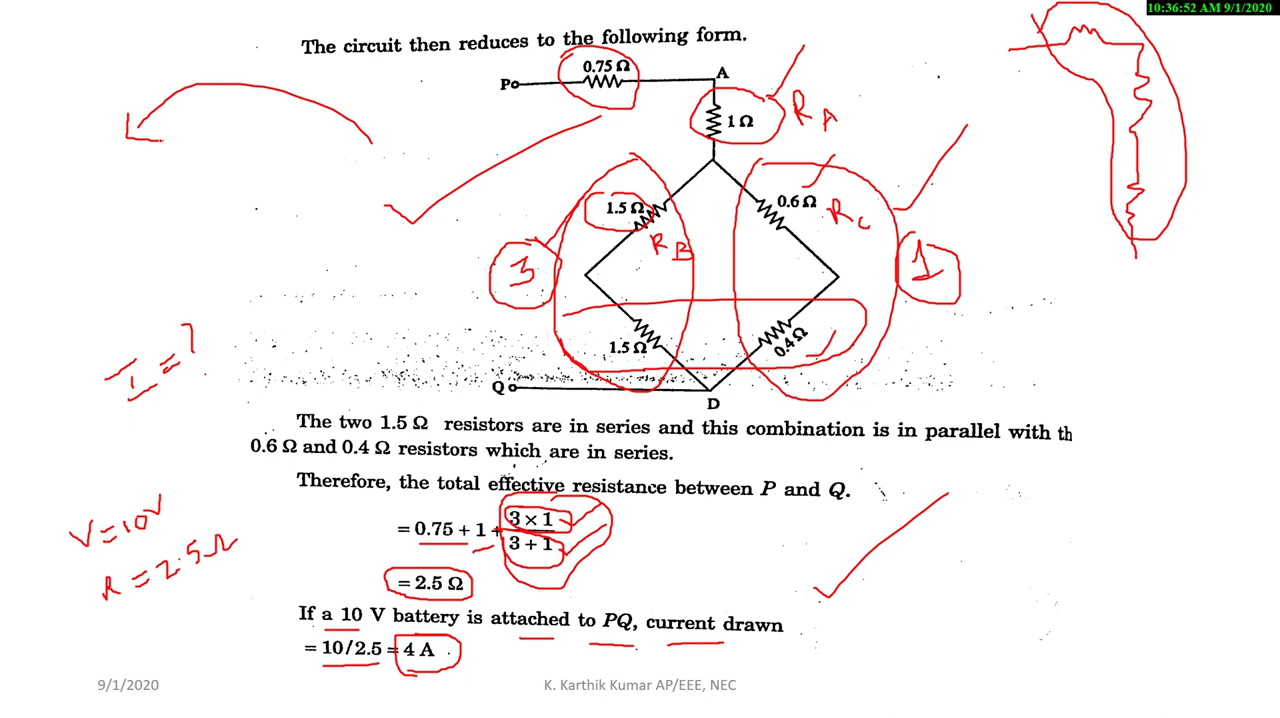 10:36:52 AM 9/1/2020
The circuit then reduces to the following form.
0.75 Ω
P
A
1 Ω
R A
1.5 Ω
R B
0.6 Ω
R C
3
1
1.5 Ω
0.4 Ω
I = ?
Q
D
The two 1.5 Ω resistors are in series and this combination is in parallel with th
0.6 Ω and 0.4 Ω resistors which are in series.
Therefore, the total effective resistance between P and Q.
= 0.75 + 1 + 3 × 1
3 + 1
V = 10V
R = 2.5Ω
= 2.5 Ω
If a 10 V battery is attached to PQ, current drawn
= 10/2.5 = 4 A
9/1/2020
K. Karthik Kumar AP/EEE, NEC